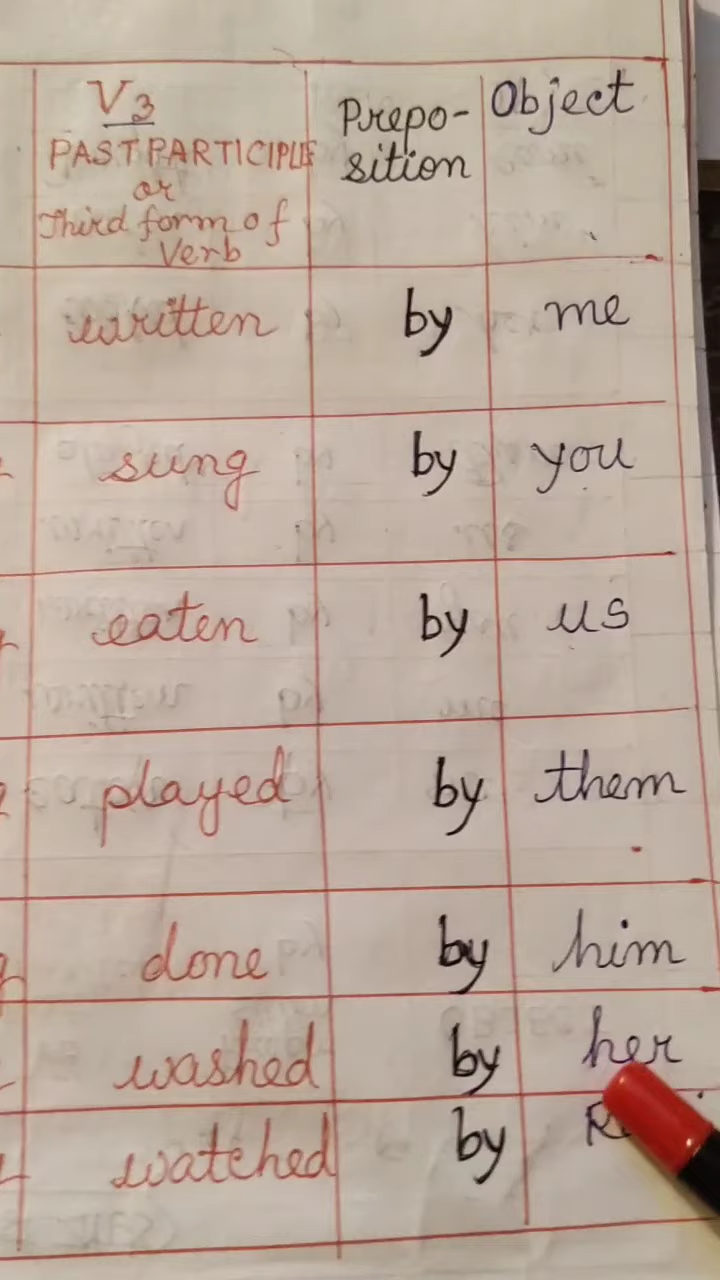 V3
PAST PARTICIPLE
or
Third form of
Verb
Prepo-
sition
Object
written by me
sung by you
eaten by us
played by them
done by him
washed by her
watched by